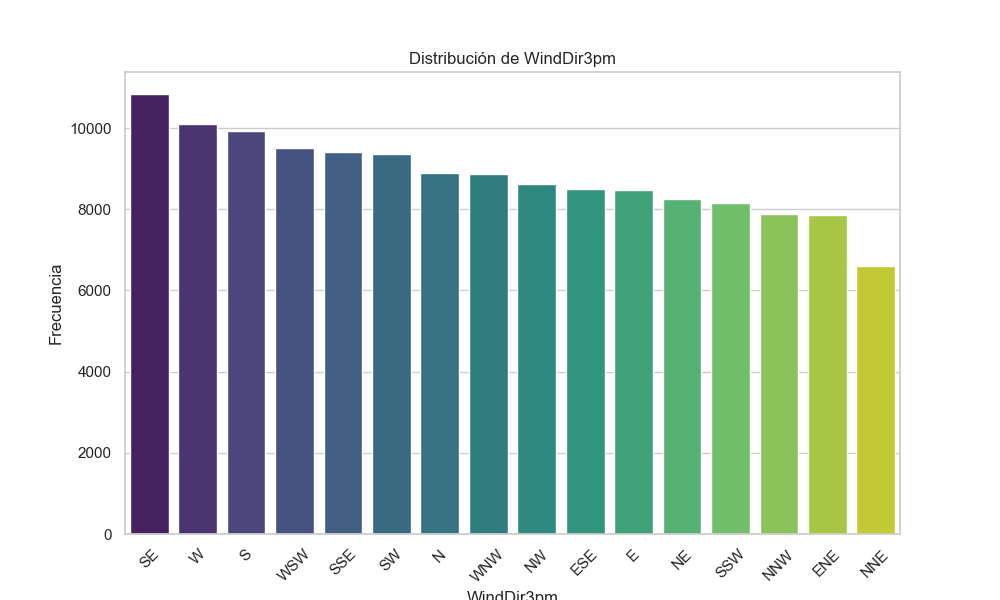 Distribución de WindDir3pm
Frecuencia
10000
8000
6000
4000
2000
0
SE W S WSW SSE SW N WNW NW ESE E NE SSW NNW ENE NNE
WindDir3pm